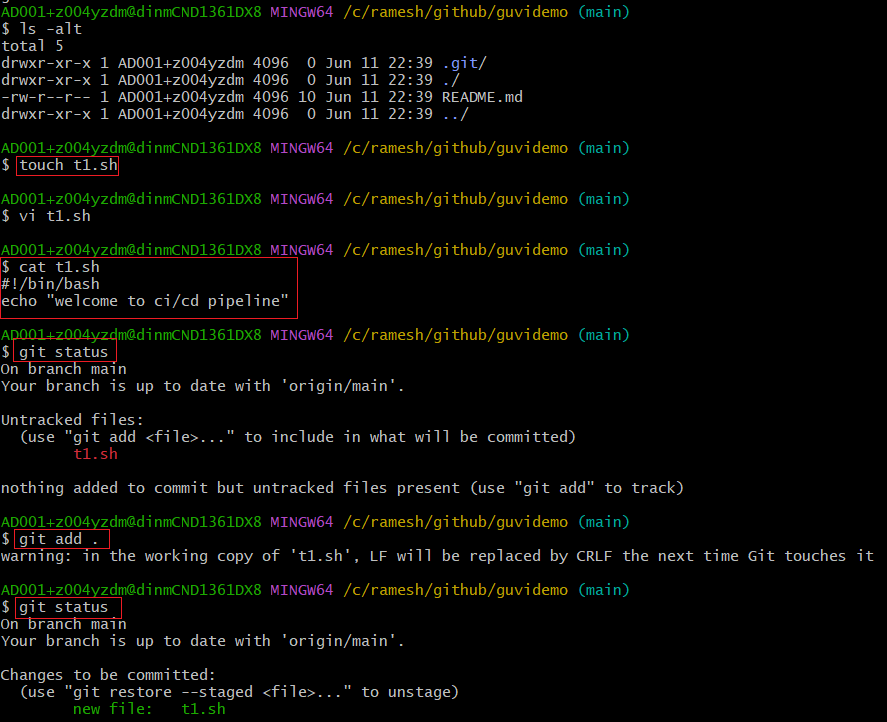 AD001+z004yzdm@dinmCND1361DX8 MINGW64 /c/ramesh/github/guvidemo (main)
$ ls -alt
total 5
drwxr-xr-x 1 AD001+z004yzdm 4096  0 Jun 11 22:39 .git/
drwxr-xr-x 1 AD001+z004yzdm 4096  0 Jun 11 22:39 ./
-rw-r--r-- 1 AD001+z004yzdm 4096 10 Jun 11 22:39 README.md
drwxr-xr-x 1 AD001+z004yzdm 4096  0 Jun 11 22:39 ../
AD001+z004yzdm@dinmCND1361DX8 MINGW64 /c/ramesh/github/guvidemo (main)
$ touch t1.sh
AD001+z004yzdm@dinmCND1361DX8 MINGW64 /c/ramesh/github/guvidemo (main)
$ vi t1.sh
AD001+z004yzdm@dinmCND1361DX8 MINGW64 /c/ramesh/github/guvidemo (main)
$ cat t1.sh
#!/bin/bash
echo "welcome to ci/cd pipeline"
AD001+z004yzdm@dinmCND1361DX8 MINGW64 /c/ramesh/github/guvidemo (main)
$ git status
On branch main
Your branch is up to date with 'origin/main'.
Untracked files:
  (use "git add <file>..." to include in what will be committed)
        t1.sh
nothing added to commit but untracked files present (use "git add" to track)
AD001+z004yzdm@dinmCND1361DX8 MINGW64 /c/ramesh/github/guvidemo (main)
$ git add .
warning: in the working copy of 't1.sh', LF will be replaced by CRLF the next time Git touches it
AD001+z004yzdm@dinmCND1361DX8 MINGW64 /c/ramesh/github/guvidemo (main)
$ git status
On branch main
Your branch is up to date with 'origin/main'.
Changes to be committed:
  (use "git restore --staged <file>..." to unstage)
        new file:   t1.sh